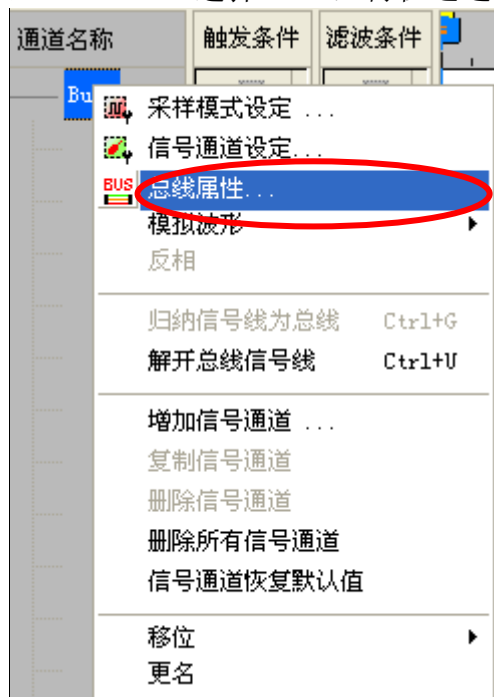 通道名称 触发条件 滤波条件
Bu
采样模式设定 ...
信号通道设定...
BUS 总线属性...
模拟波形
反相
归纳信号线为总线 Ctrl+G
解开总线信号线 Ctrl+U
增加信号通道 ...
复制信号通道
删除信号通道
删除所有信号通道
信号通道恢复默认值
移位
更名